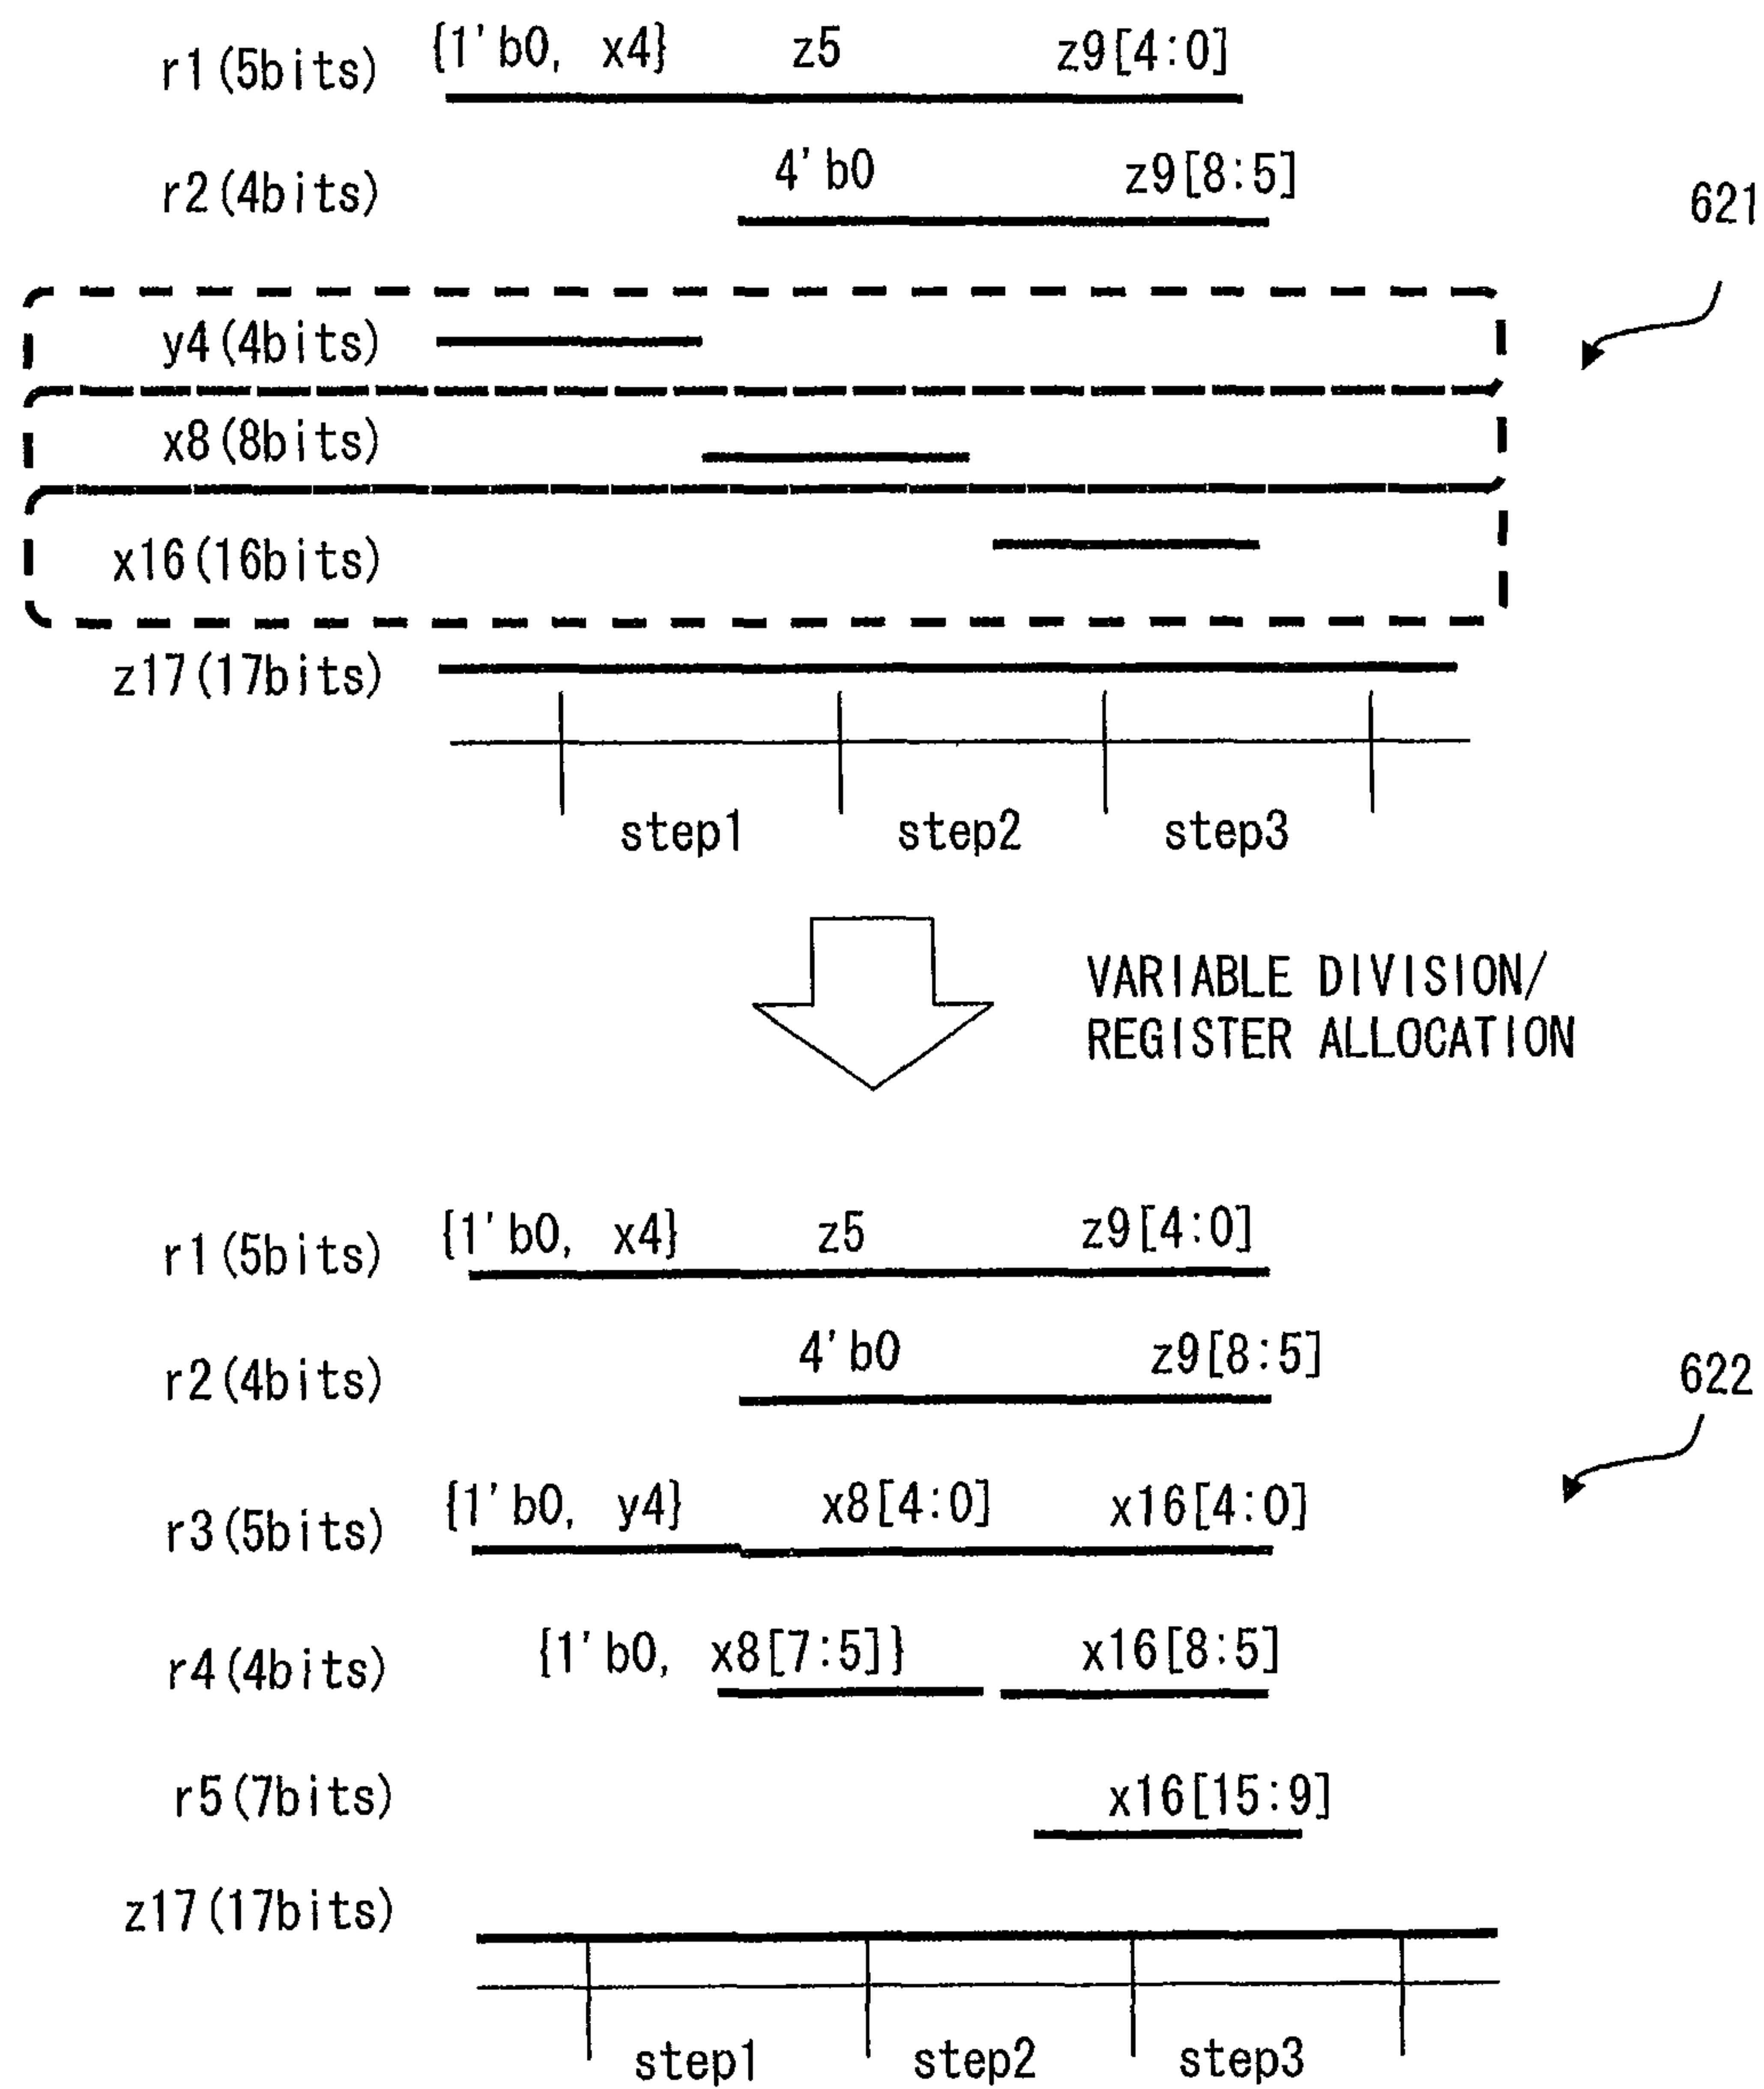 r1(5bits) {1'b0, x4} z5 z9[4:0]
r2(4bits) 4'b0 z9[8:5]
621
y4(4bits)
x8(8bits)
x16(16bits)
z17(17bits)
step1 step2 step3
VARIABLE DIVISION/
REGISTER ALLOCATION
r1(5bits) {1'b0, x4} z5 z9[4:0]
r2(4bits) 4'b0 z9[8:5]
622
r3(5bits) {1'b0, y4} x8[4:0] x16[4:0]
r4(4bits) {1'b0, x8[7:5]} x16[8:5]
r5(7bits) x16[15:9]
z17(17bits)
step1 step2 step3